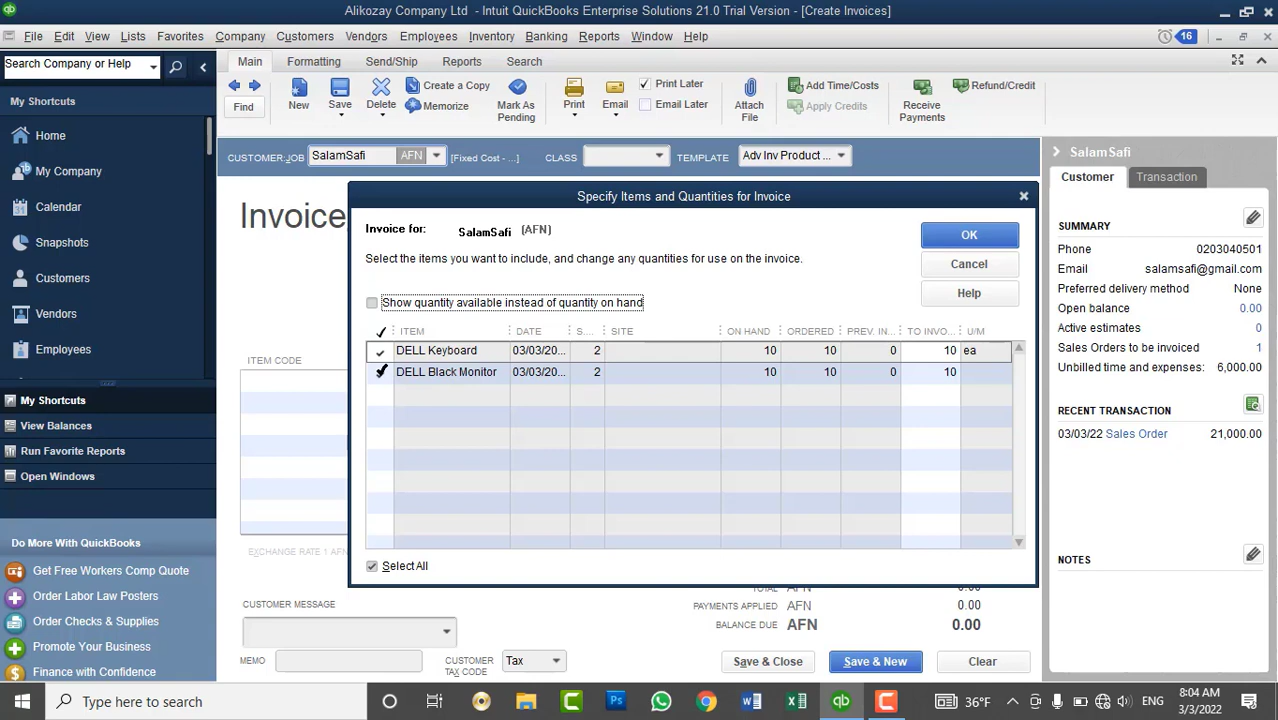 Alikozay Company Ltd - Intuit QuickBooks Enterprise Solutions 21.0 Trial Version - [Create Invoices]
File Edit View Lists Favorites Company Customers Vendors Employees Inventory Banking Reports Window Help 16
Search Company or Help
My Shortcuts
Home
My Company
Calendar
Snapshots
Customers
Vendors
Employees
My Shortcuts
View Balances
Run Favorite Reports
Open Windows
Do More With QuickBooks
Get Free Workers Comp Quote
Order Labor Law Posters
Order Checks & Supplies
Promote Your Business
Finance with Confidence
Main Formatting Send/Ship Reports Search
Find
New
Save
Delete
Create a Copy
Memorize
Mark As
Pending
Print
Email
Print Later
Email Later
Attach
File
Add Time/Costs
Apply Credits
Receive
Payments
Refund/Credit
CUSTOMER:JOB SalamSafi AFN [Fixed Cost - ...] CLASS TEMPLATE Adv Inv Product ...
Invoice
ITEM CODE
EXCHANGE RATE 1 AFN
Specify Items and Quantities for Invoice
Invoice for: SalamSafi (AFN)
Select the items you want to include, and change any quantities for use on the invoice.
OK
Cancel
Help
Show quantity available instead of quantity on hand
ITEM DATE S.... SITE ON HAND ORDERED PREV. IN... TO INVO... U/M
DELL Keyboard 03/03/20... 2 10 10 0 10 ea
DELL Black Monitor 03/03/20... 2 10 10 0 10
Select All
TOTAL AFN 0.00
PAYMENTS APPLIED AFN 0.00
BALANCE DUE AFN 0.00
CUSTOMER MESSAGE
MEMO
CUSTOMER
TAX CODE
Tax
Save & Close
Save & New
Clear
SalamSafi
Customer Transaction
SUMMARY
Phone 0203040501
Email salamsafi@gmail.com
Preferred delivery method None
Open balance 0.00
Active estimates 0
Sales Orders to be invoiced 1
Unbilled time and expenses: 6,000.00
RECENT TRANSACTION
03/03/22 Sales Order 21,000.00
NOTES
Type here to search
36°F
ENG
8:04 AM
3/3/2022